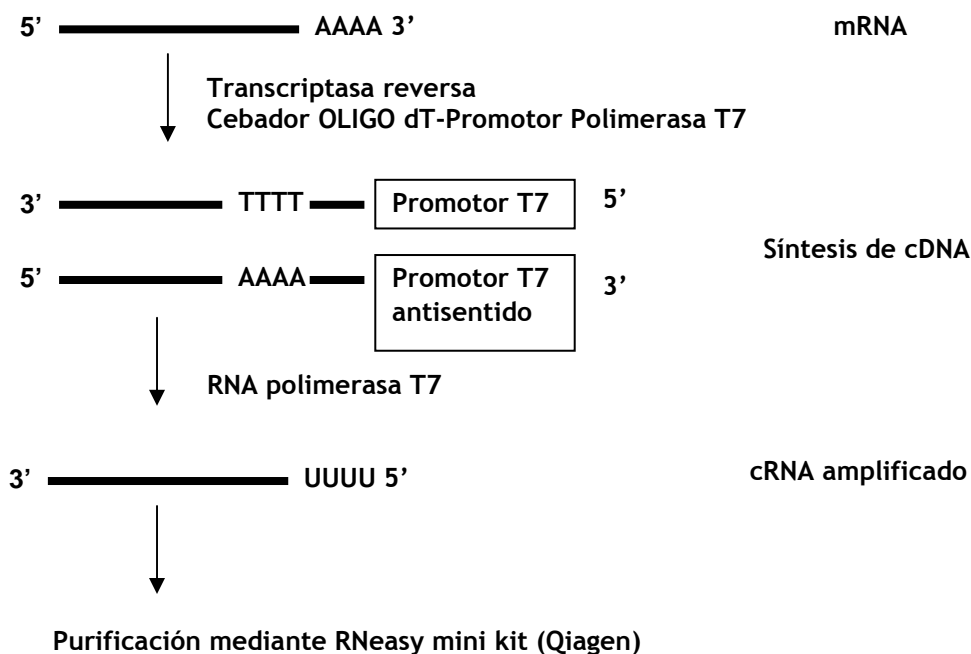 5’ AAAA 3’ mRNA
Transcriptasa reversa
Cebador OLIGO dT-Promotor Polimerasa T7
3’ TTTT Promotor T7 5’
Síntesis de cDNA
5’ AAAA Promotor T7 3’
antisentido
RNA polimerasa T7
3’ UUUU 5’ cRNA amplificado
Purificación mediante RNeasy mini kit (Qiagen)